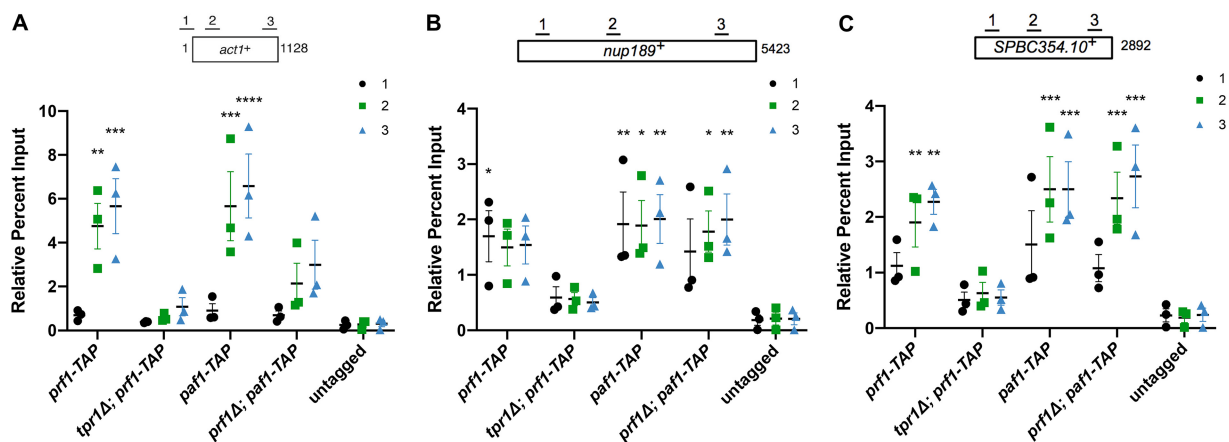 A
1 2 3
1 act1+ 1128
1
2
3
**
***
***
****
10
8
6
4
2
0
Relative Percent Input
prf1-TAP
tpr1Δ; prf1-TAP
paf1-TAP
prf1Δ; paf1-TAP
untagged
B
1 2 3
nup189+ 5423
1
2
3
*
** * **
* **
4
3
2
1
0
Relative Percent Input
prf1-TAP
tpr1Δ; prf1-TAP
paf1-TAP
prf1Δ; paf1-TAP
untagged
C
1 2 3
SPBC354.10+ 2892
1
2
3
** **
***
***
***
***
4
3
2
1
0
Relative Percent Input
prf1-TAP
tpr1Δ; prf1-TAP
paf1-TAP
prf1Δ; paf1-TAP
untagged